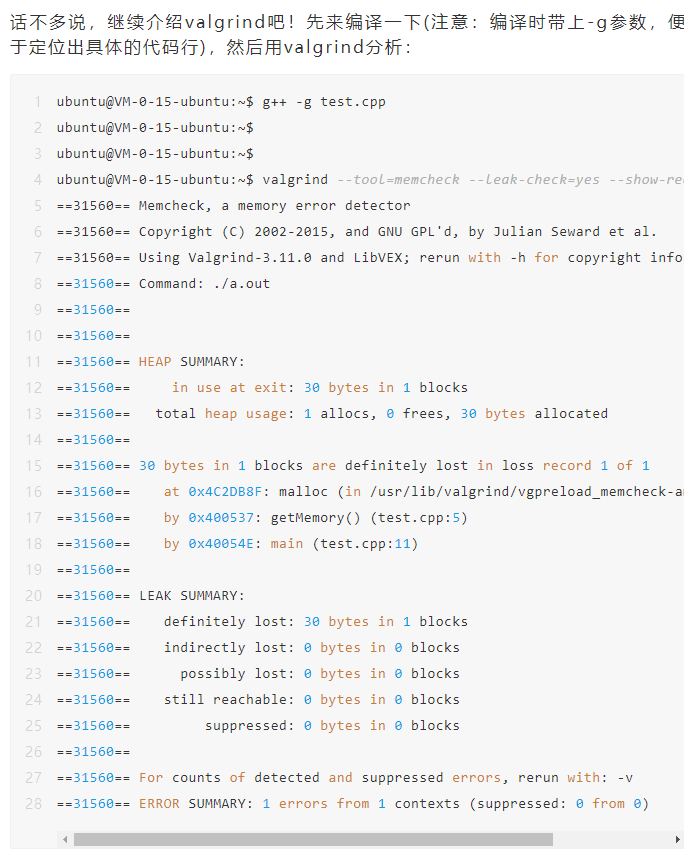 话不多说，继续介绍valgrind吧！先来编译一下(注意：编译时带上-g参数，便
于定位出具体的代码行)，然后用valgrind分析：
1 ubuntu@VM-0-15-ubuntu:~$ g++ -g test.cpp
2 ubuntu@VM-0-15-ubuntu:~$
3 ubuntu@VM-0-15-ubuntu:~$
4 ubuntu@VM-0-15-ubuntu:~$ valgrind --tool=memcheck --leak-check=yes --show-re
5 ==31560== Memcheck, a memory error detector
6 ==31560== Copyright (C) 2002-2015, and GNU GPL'd, by Julian Seward et al.
7 ==31560== Using Valgrind-3.11.0 and LibVEX; rerun with -h for copyright info
8 ==31560== Command: ./a.out
9 ==31560==
10 ==31560==
11 ==31560== HEAP SUMMARY:
12 ==31560==     in use at exit: 30 bytes in 1 blocks
13 ==31560==   total heap usage: 1 allocs, 0 frees, 30 bytes allocated
14 ==31560==
15 ==31560== 30 bytes in 1 blocks are definitely lost in loss record 1 of 1
16 ==31560==    at 0x4C2DB8F: malloc (in /usr/lib/valgrind/vgpreload_memcheck-a
17 ==31560==    by 0x400537: getMemory() (test.cpp:5)
18 ==31560==    by 0x40054E: main (test.cpp:11)
19 ==31560==
20 ==31560== LEAK SUMMARY:
21 ==31560==    definitely lost: 30 bytes in 1 blocks
22 ==31560==    indirectly lost: 0 bytes in 0 blocks
23 ==31560==      possibly lost: 0 bytes in 0 blocks
24 ==31560==    still reachable: 0 bytes in 0 blocks
25 ==31560==         suppressed: 0 bytes in 0 blocks
26 ==31560==
27 ==31560== For counts of detected and suppressed errors, rerun with: -v
28 ==31560== ERROR SUMMARY: 1 errors from 1 contexts (suppressed: 0 from 0)